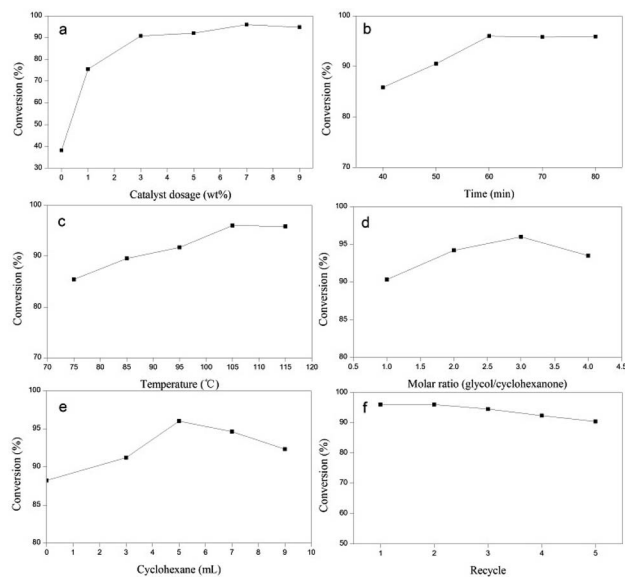 a
Conversion (%)
100
90
80
70
60
50
40
30
0 1 3 5 7 9
Catalyst dosage (wt%)
b
Conversion (%)
100
90
80
70
40 50 60 70 80
Time (min)
c
Conversion (%)
100
90
80
70
70 75 80 85 90 95 100 105 110 115 120
Temperature (℃)
d
Conversion (%)
100
95
90
85
80
0.5 1.0 1.5 2.0 2.5 3.0 3.5 4.0 4.5
Molar ratio (glycol/cyclohexanone)
e
Conversion (%)
100
95
90
85
80
0 1 2 3 4 5 6 7 8 9 10
Cyclohexane (mL)
f
Conversion (%)
100
90
80
70
60
50
1 2 3 4 5
Recycle